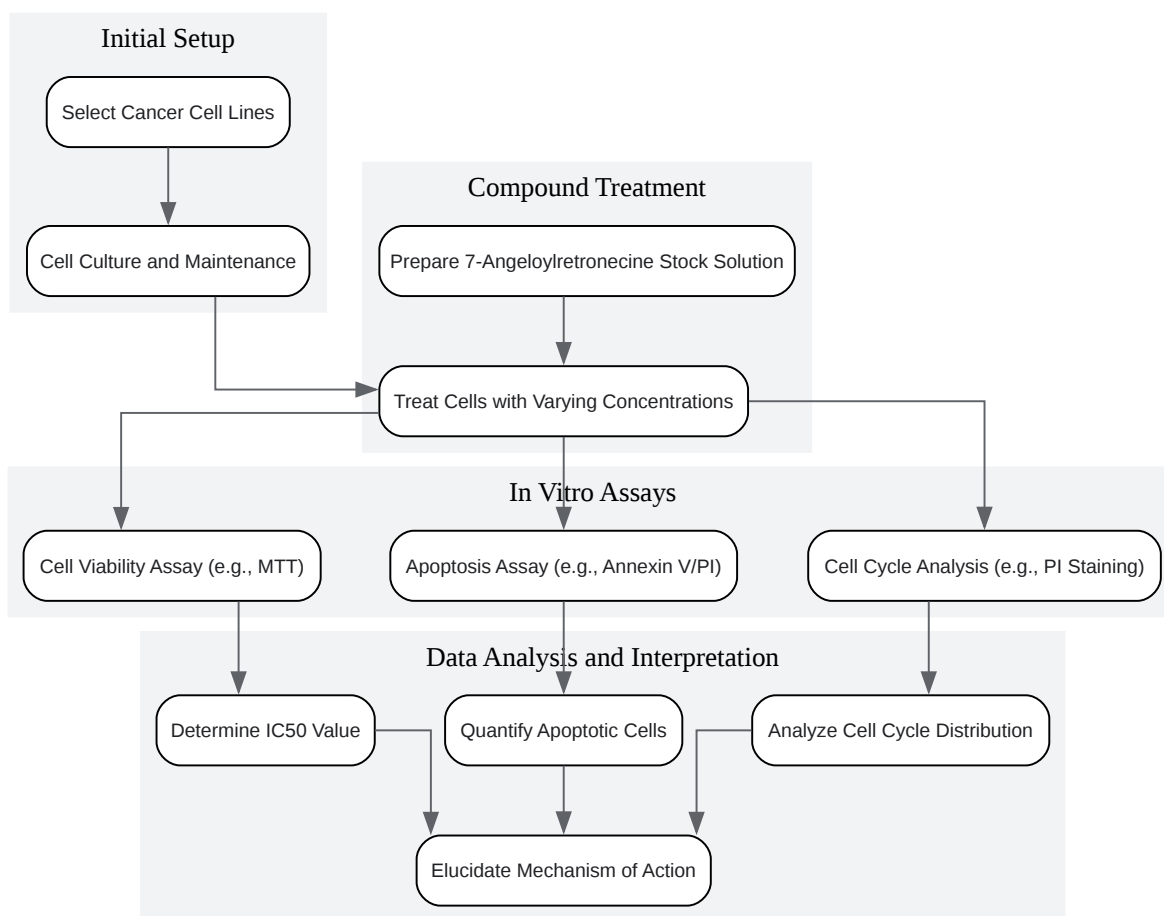 Initial Setup
Select Cancer Cell Lines
Cell Culture and Maintenance
Compound Treatment
Prepare 7-Angeloylretronecine Stock Solution
Treat Cells with Varying Concentrations
In Vitro Assays
Cell Viability Assay (e.g., MTT)
Apoptosis Assay (e.g., Annexin V/PI)
Cell Cycle Analysis (e.g., PI Staining)
Data Analysis and Interpretation
Determine IC50 Value
Quantify Apoptotic Cells
Analyze Cell Cycle Distribution
Elucidate Mechanism of Action